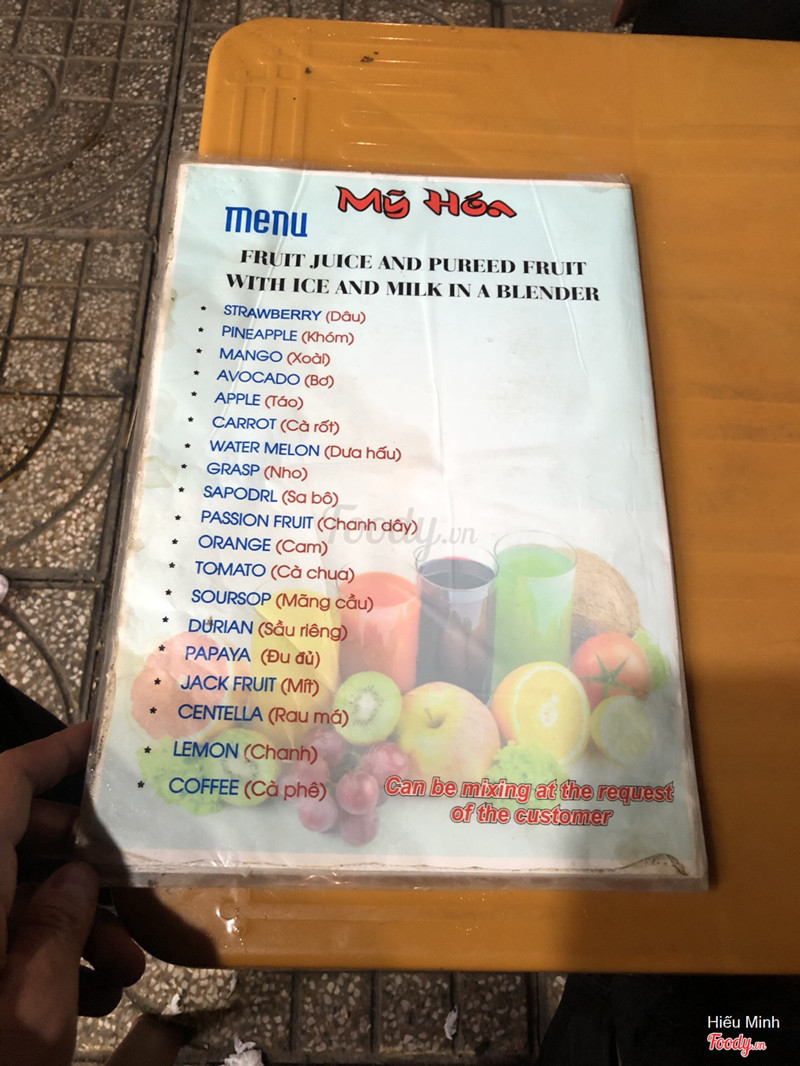 Mỹ Hóa
menu
FRUIT JUICE AND PUREED FRUIT
WITH ICE AND MILK IN A BLENDER
* STRAWBERRY (Dâu)
* PINEAPPLE (Khóm)
* MANGO (Xoài)
* AVOCADO (Bơ)
* APPLE (Táo)
* CARROT (Cà rốt)
* WATER MELON (Dưa hấu)
* GRASP (Nho)
* SAPODRL (Sa bô)
* PASSION FRUIT (Chanh dây)
* ORANGE (Cam)
* TOMATO (Cà chua)
* SOURSOP (Mãng cầu)
* DURIAN (Sầu riêng)
* PAPAYA (Đu đủ)
* JACK FRUIT (Mít)
* CENTELLA (Rau má)
* LEMON (Chanh)
* COFFEE (Cà phê)
Can be mixing at the request
of the customer
Foody.vn
Hiếu Minh
Foody.vn